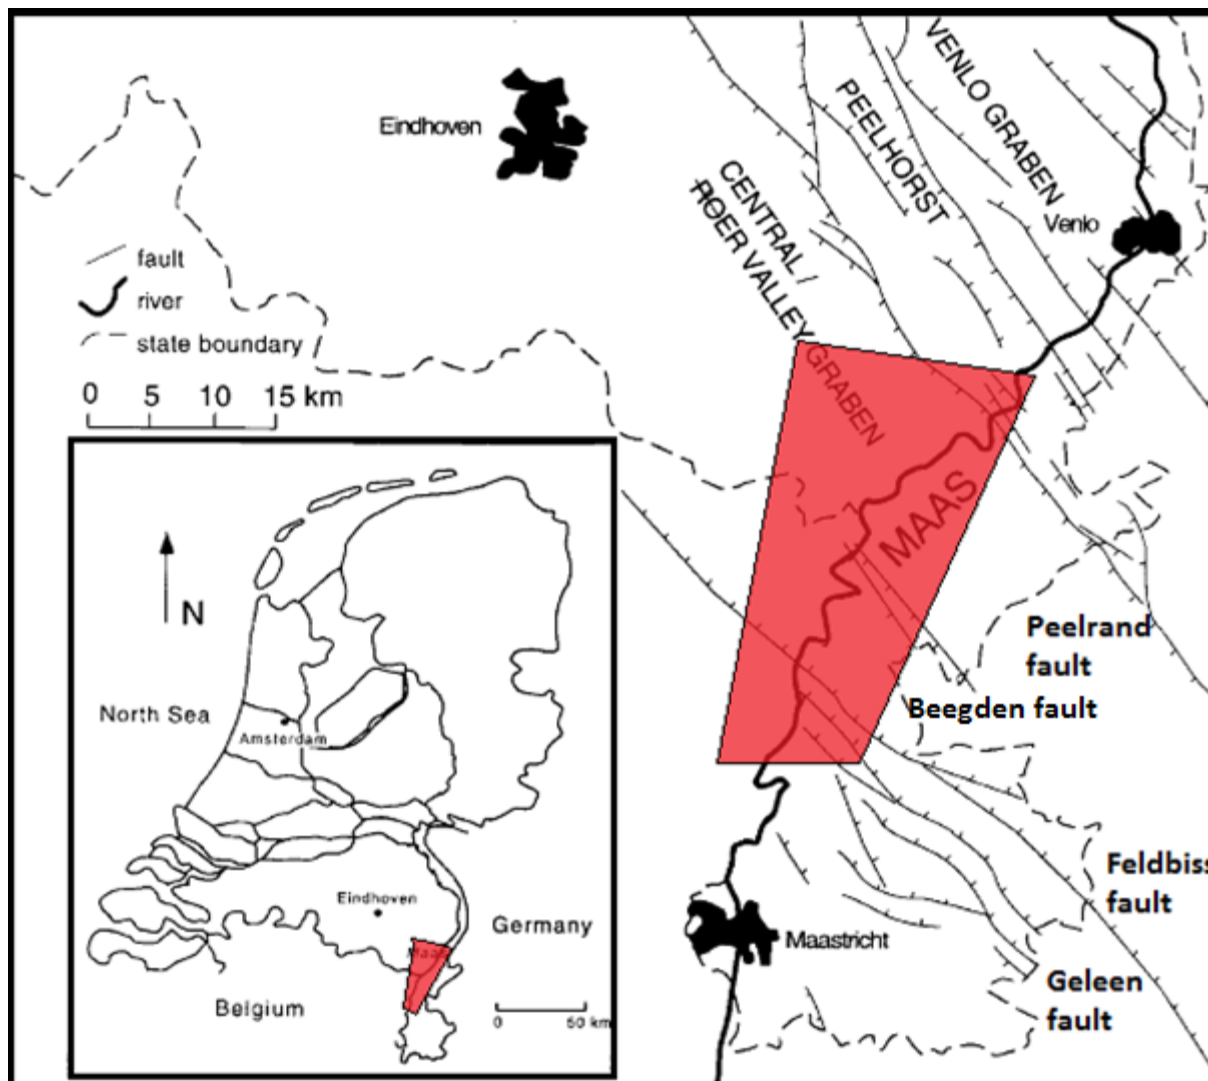 VENLO GRABEN
PEELHORST
CENTRAL /
ROER VALLEY GRABEN
Eindhoven
Venlo
fault
river
state boundary
0 5 10 15 km
MAAS
N
North Sea
Amsterdam
Eindhoven
Maas
Germany
Belgium
0 50 km
Peelrand
fault
Beegden fault
Feldbiss
fault
Maastricht
Geleen
fault